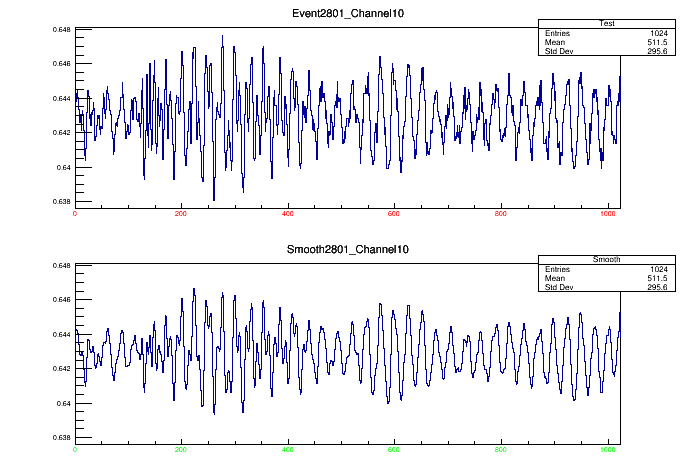 Event2801_Channel10
Test
Entries 1024
Mean 511.5
Std Dev 295.6
0.648
0.646
0.644
0.642
0.64
0.638
0 200 400 600 800 1000
Smooth2801_Channel10
Smooth
Entries 1024
Mean 511.5
Std Dev 295.6
0.648
0.646
0.644
0.642
0.64
0.638
0 200 400 600 800 1000